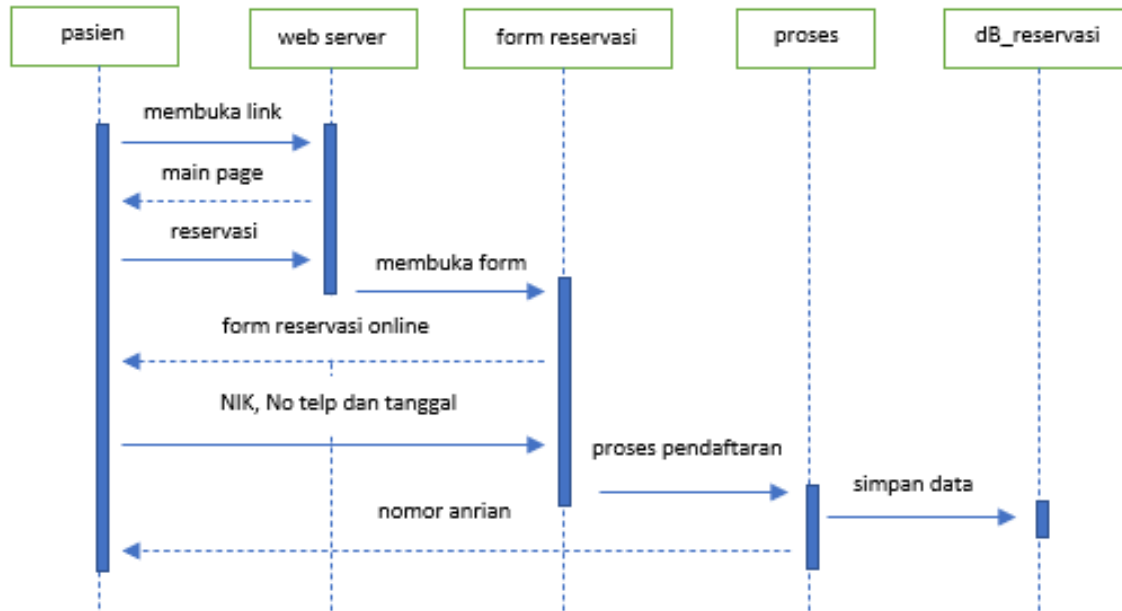 pasien
web server
form reservasi
proses
dB_reservasi
membuka link
main page
reservasi
membuka form
form reservasi online
NIK, No telp dan tanggal
proses pendaftaran
simpan data
nomor anrian